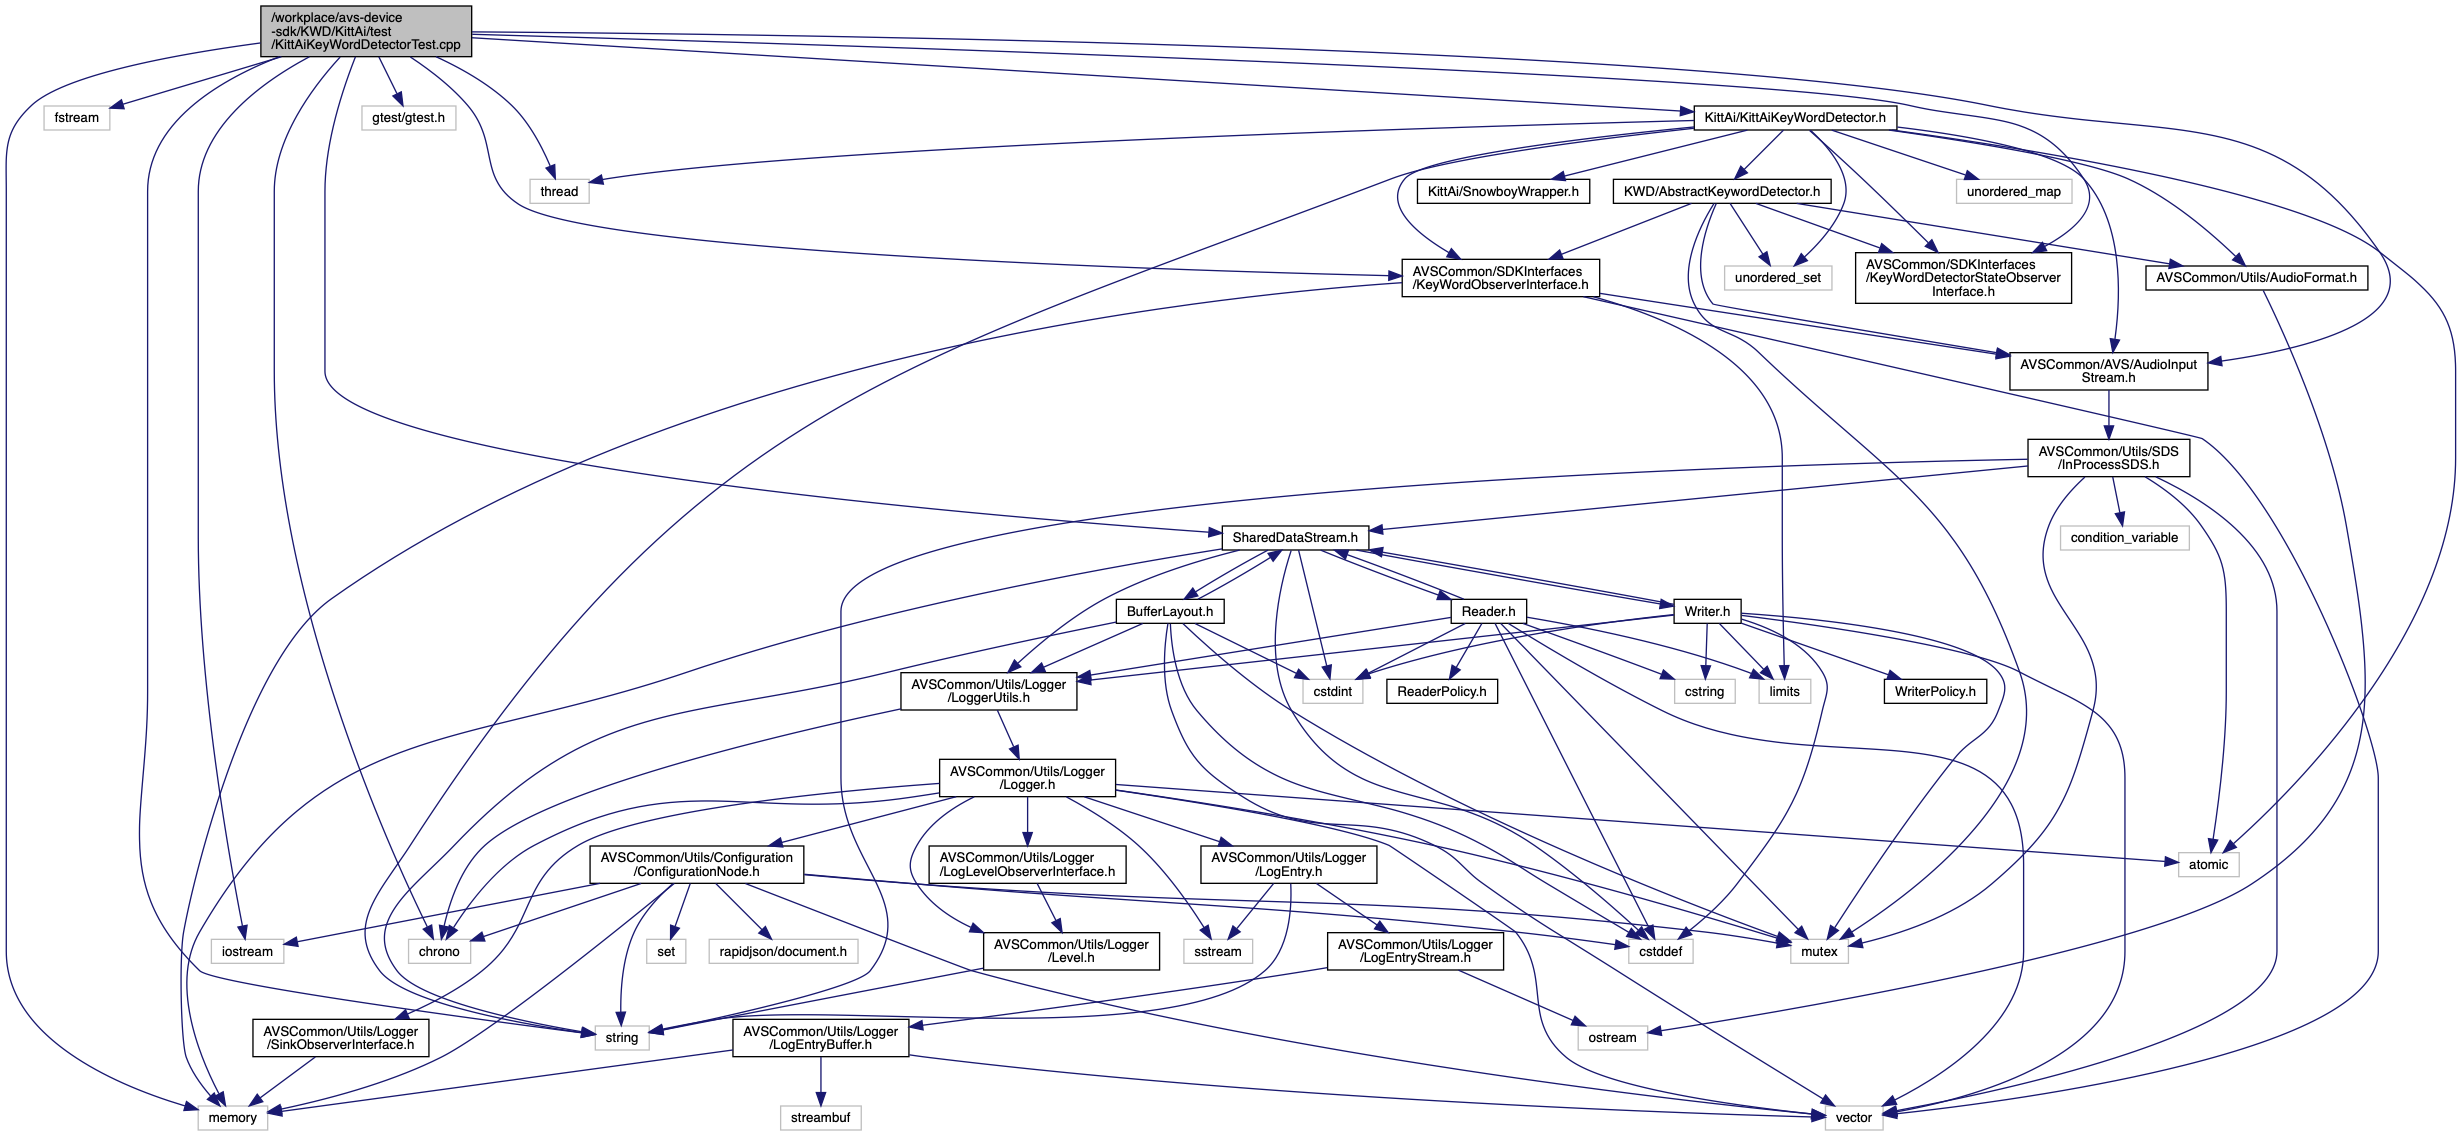 /workplace/avs-device
-sdk/KWD/KittAi/test
/KittAiKeyWordDetectorTest.cpp
fstream
gtest/gtest.h
KittAi/KittAiKeyWordDetector.h
thread
KittAi/SnowboyWrapper.h
KWD/AbstractKeywordDetector.h
unordered_map
AVSCommon/SDKInterfaces
/KeyWordObserverInterface.h
unordered_set
AVSCommon/SDKInterfaces
/KeyWordDetectorStateObserver
Interface.h
AVSCommon/Utils/AudioFormat.h
AVSCommon/AVS/AudioInput
Stream.h
AVSCommon/Utils/SDS
/InProcessSDS.h
SharedDataStream.h
condition_variable
BufferLayout.h
Reader.h
Writer.h
AVSCommon/Utils/Logger
/LoggerUtils.h
cstdint
ReaderPolicy.h
cstring
limits
WriterPolicy.h
AVSCommon/Utils/Logger
/Logger.h
AVSCommon/Utils/Configuration
/ConfigurationNode.h
AVSCommon/Utils/Logger
/LogLevelObserverInterface.h
AVSCommon/Utils/Logger
/LogEntry.h
atomic
iostream
chrono
set
rapidjson/document.h
AVSCommon/Utils/Logger
/Level.h
sstream
AVSCommon/Utils/Logger
/LogEntryStream.h
cstddef
mutex
AVSCommon/Utils/Logger
/SinkObserverInterface.h
string
AVSCommon/Utils/Logger
/LogEntryBuffer.h
ostream
memory
streambuf
vector